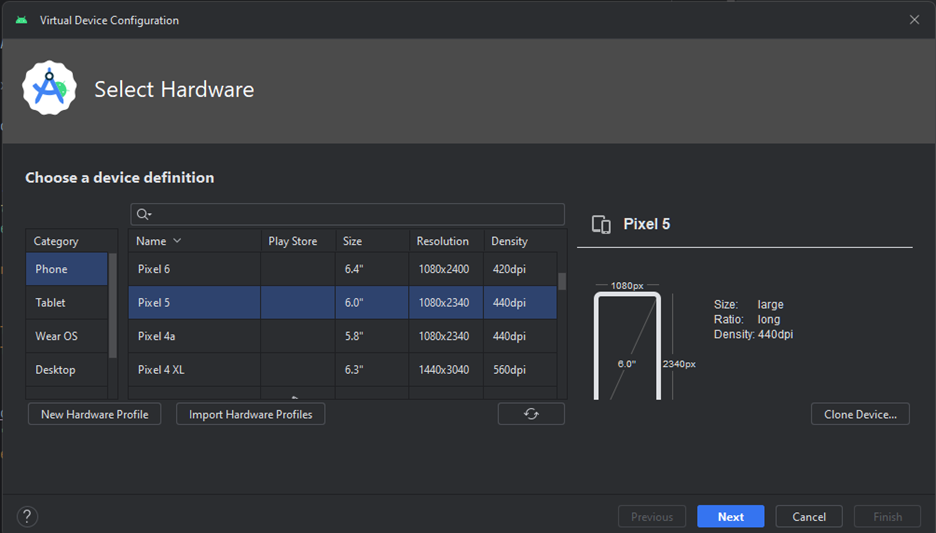 Virtual Device Configuration
Select Hardware
Choose a device definition
Category
Phone
Tablet
Wear OS
Desktop
Name Play Store Size Resolution Density
Pixel 6 6.4" 1080x2400 420dpi
Pixel 5 6.0" 1080x2340 440dpi
Pixel 4a 5.8" 1080x2340 440dpi
Pixel 4 XL 6.3" 1440x3040 560dpi
New Hardware Profile Import Hardware Profiles
Pixel 5
1080px
6.0"
2340px
Size: large
Ratio: long
Density: 440dpi
Clone Device...
? Previous Next Cancel Finish